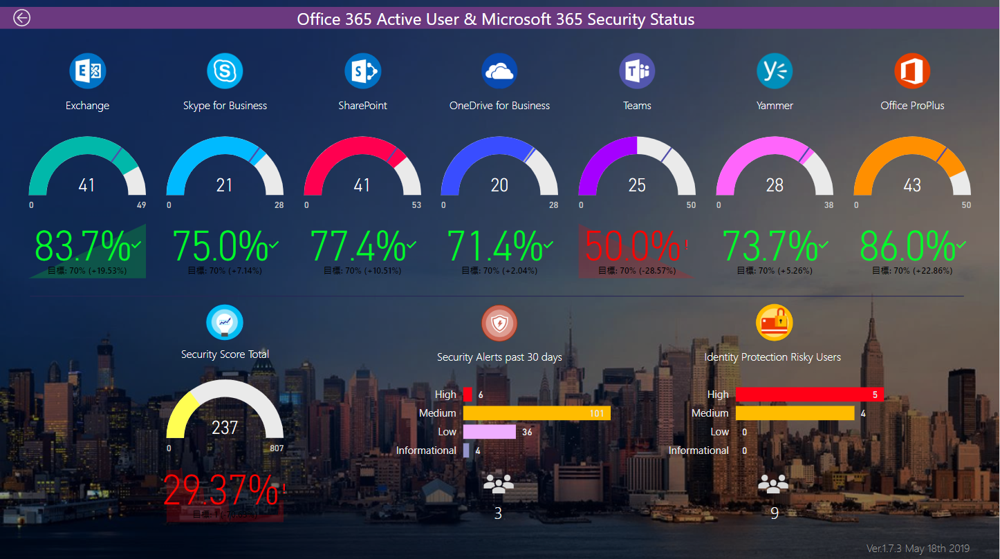 Office 365 Active User & Microsoft 365 Security Status
Exchange
Skype for Business
SharePoint
OneDrive for Business
Teams
Yammer
Office ProPlus
41
0
49
21
0
28
41
0
53
20
0
28
25
0
50
28
0
38
43
0
50
83.7%
目標: 70% (+19.53%)
75.0%
目標: 70% (+7.14%)
77.4%
目標: 70% (+10.51%)
71.4%
目標: 70% (+2.04%)
50.0%!
目標: 70% (-28.57%)
73.7%
目標: 70% (+5.26%)
86.0%
目標: 70% (+22.86%)
Security Score Total
237
0
807
29.37%!
目標: 1 (-70.63%)
Security Alerts past 30 days
High 6
Medium 101
Low 36
Informational 4
3
Identity Protection Risky Users
High 5
Medium 4
Low 0
Informational 0
9
Ver.1.7.3 May 18th 2019